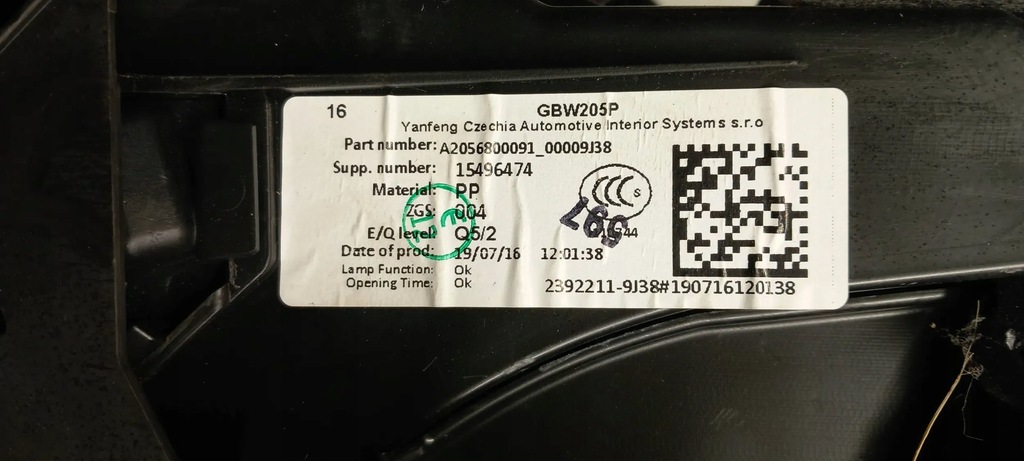 16 GBW205P
Yanfeng Czechia Automotive Interior Systems s.r.o
Part number: A2056800091_00009J38
Supp. number: 15496474
Material: PP
ZGS: 004
E/Q level: Q5/2
Date of prod: 19/07/16 12:01:38
Lamp Function: Ok
Opening Time: Ok
CCC S
2392211-9J38#190716120138